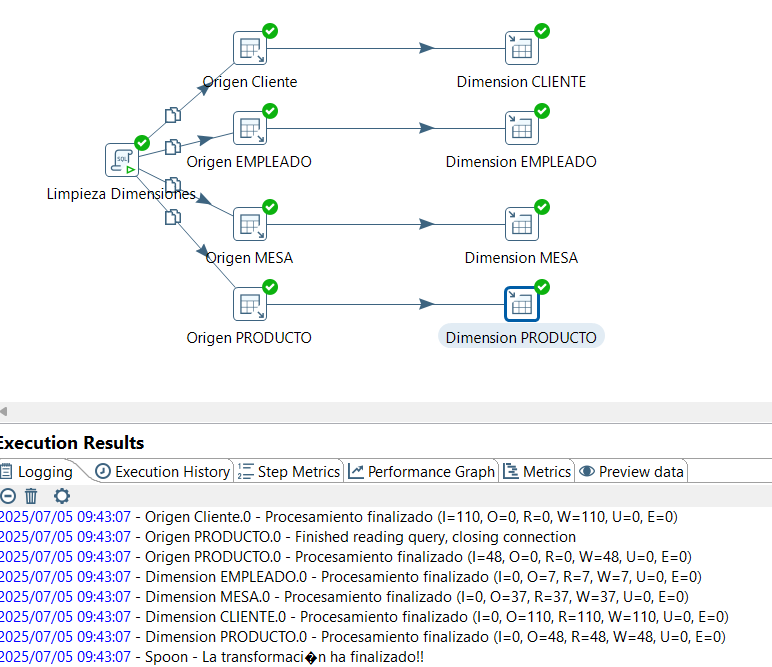 Origen Cliente
Dimension CLIENTE
Origen EMPLEADO
Dimension EMPLEADO
SQL
Limpieza Dimensiones
Origen MESA
Dimension MESA
Origen PRODUCTO
Dimension PRODUCTO
Execution Results
Logging
Execution History
Step Metrics
Performance Graph
Metrics
Preview data
2025/07/05 09:43:07 - Origen Cliente.0 - Procesamiento finalizado (I=110, O=0, R=0, W=110, U=0, E=0)
2025/07/05 09:43:07 - Origen PRODUCTO.0 - Finished reading query, closing connection
2025/07/05 09:43:07 - Origen PRODUCTO.0 - Procesamiento finalizado (I=48, O=0, R=0, W=48, U=0, E=0)
2025/07/05 09:43:07 - Dimension EMPLEADO.0 - Procesamiento finalizado (I=0, O=7, R=7, W=7, U=0, E=0)
2025/07/05 09:43:07 - Dimension MESA.0 - Procesamiento finalizado (I=0, O=37, R=37, W=37, U=0, E=0)
2025/07/05 09:43:07 - Dimension CLIENTE.0 - Procesamiento finalizado (I=0, O=110, R=110, W=110, U=0, E=0)
2025/07/05 09:43:07 - Dimension PRODUCTO.0 - Procesamiento finalizado (I=0, O=48, R=48, W=48, U=0, E=0)
2025/07/05 09:43:07 - Spoon - La transformaci�n ha finalizado!!